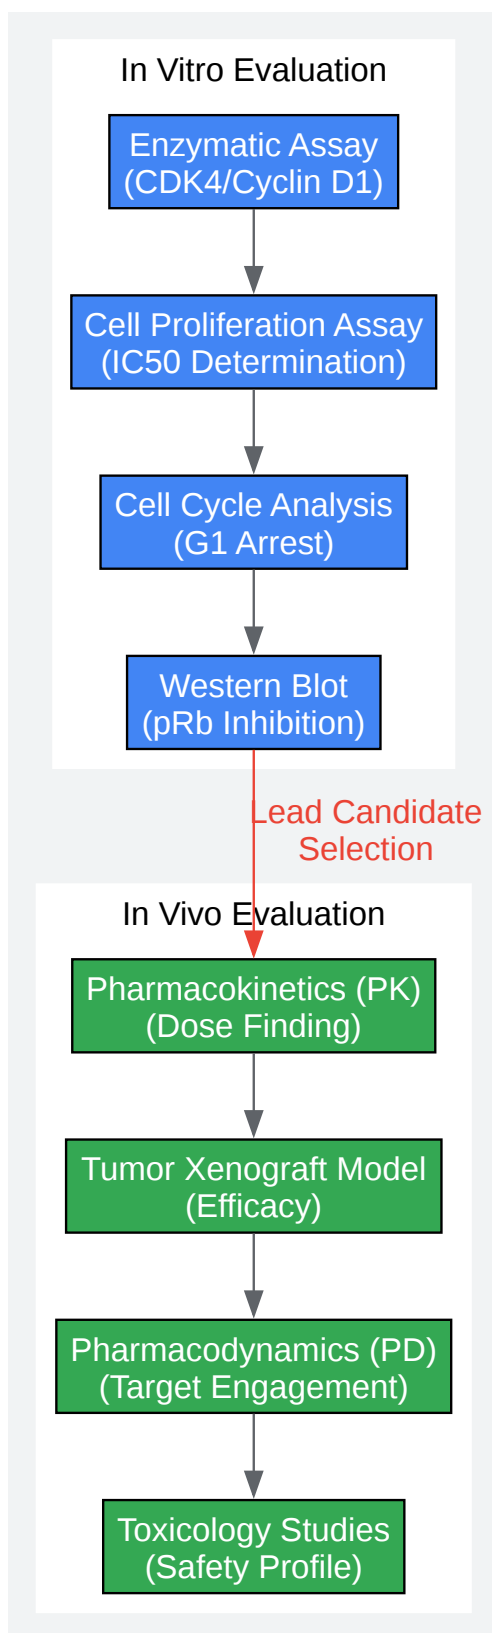 In Vitro Evaluation
Enzymatic Assay
(CDK4/Cyclin D1)
Cell Proliferation Assay
(IC50 Determination)
Cell Cycle Analysis
(G1 Arrest)
Western Blot
(pRb Inhibition)
Lead Candidate
Selection
In Vivo Evaluation
Pharmacokinetics (PK)
(Dose Finding)
Tumor Xenograft Model
(Efficacy)
Pharmacodynamics (PD)
(Target Engagement)
Toxicology Studies
(Safety Profile)